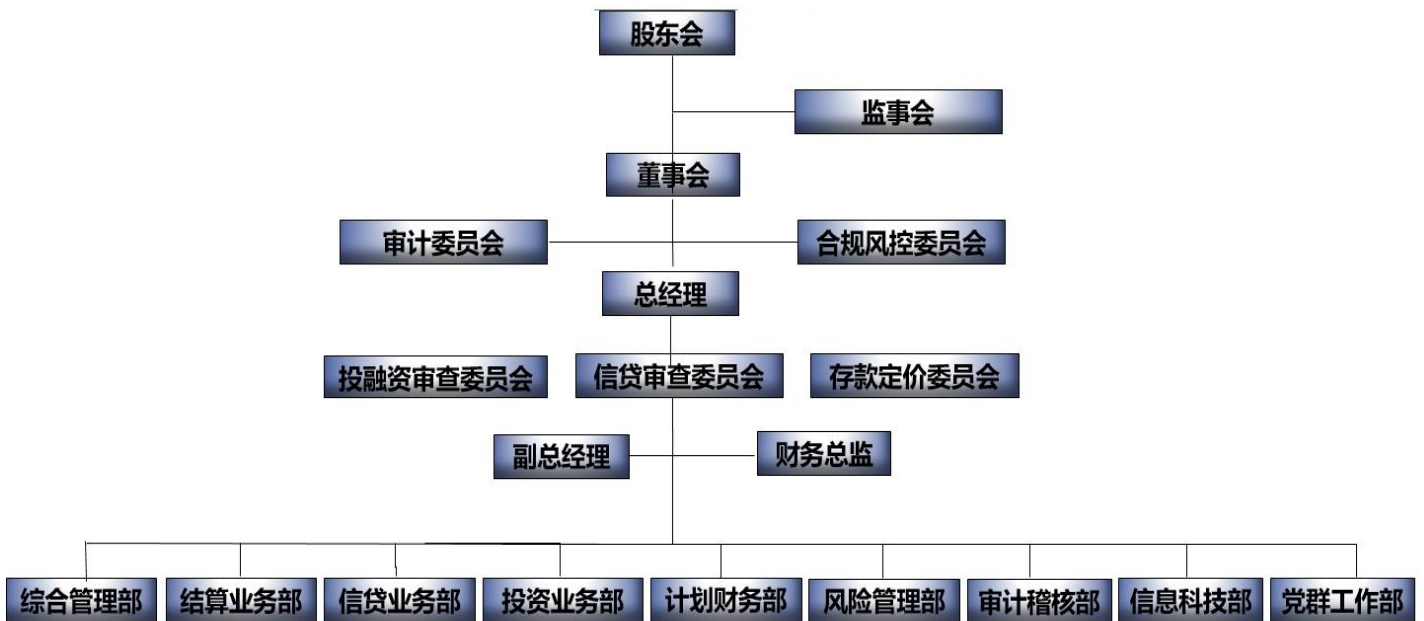 股东会
监事会
董事会
审计委员会
合规风控委员会
总经理
投融资审查委员会
信贷审查委员会
存款定价委员会
副总经理
财务总监
综合管理部
结算业务部
信贷业务部
投资业务部
计划财务部
风险管理部
审计稽核部
信息科技部
党群工作部